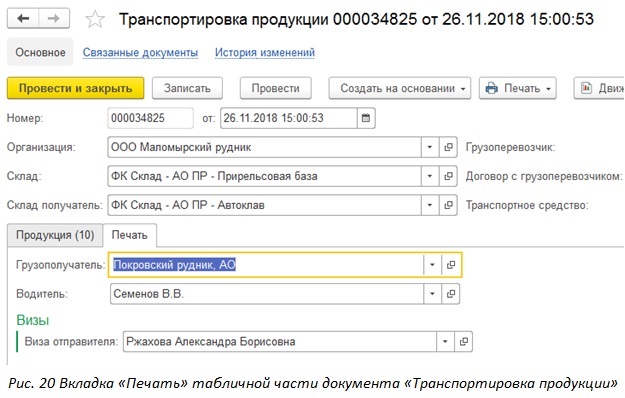 Транспортировка продукции 000034825 от 26.11.2018 15:00:53
Основное Связанные документы История изменений
Провести и закрыть Записать Провести Создать на основании Печать Движ
Номер: 000034825 от: 26.11.2018 15:00:53
Организация: ООО Маломырский рудник Грузоперевозчик:
Склад: ФК Склад - АО ПР - Прирельсовая база Договор с грузоперевозчиком:
Склад получатель: ФК Склад - АО ПР - Автоклав Транспортное средство:
Продукция (10) Печать
Грузополучатель: Покровский рудник, АО
Водитель: Семенов В.В.
Визы
Виза отправителя: Ржахова Александра Борисовна
Рис. 20 Вкладка «Печать» табличной части документа «Транспортировка продукции»